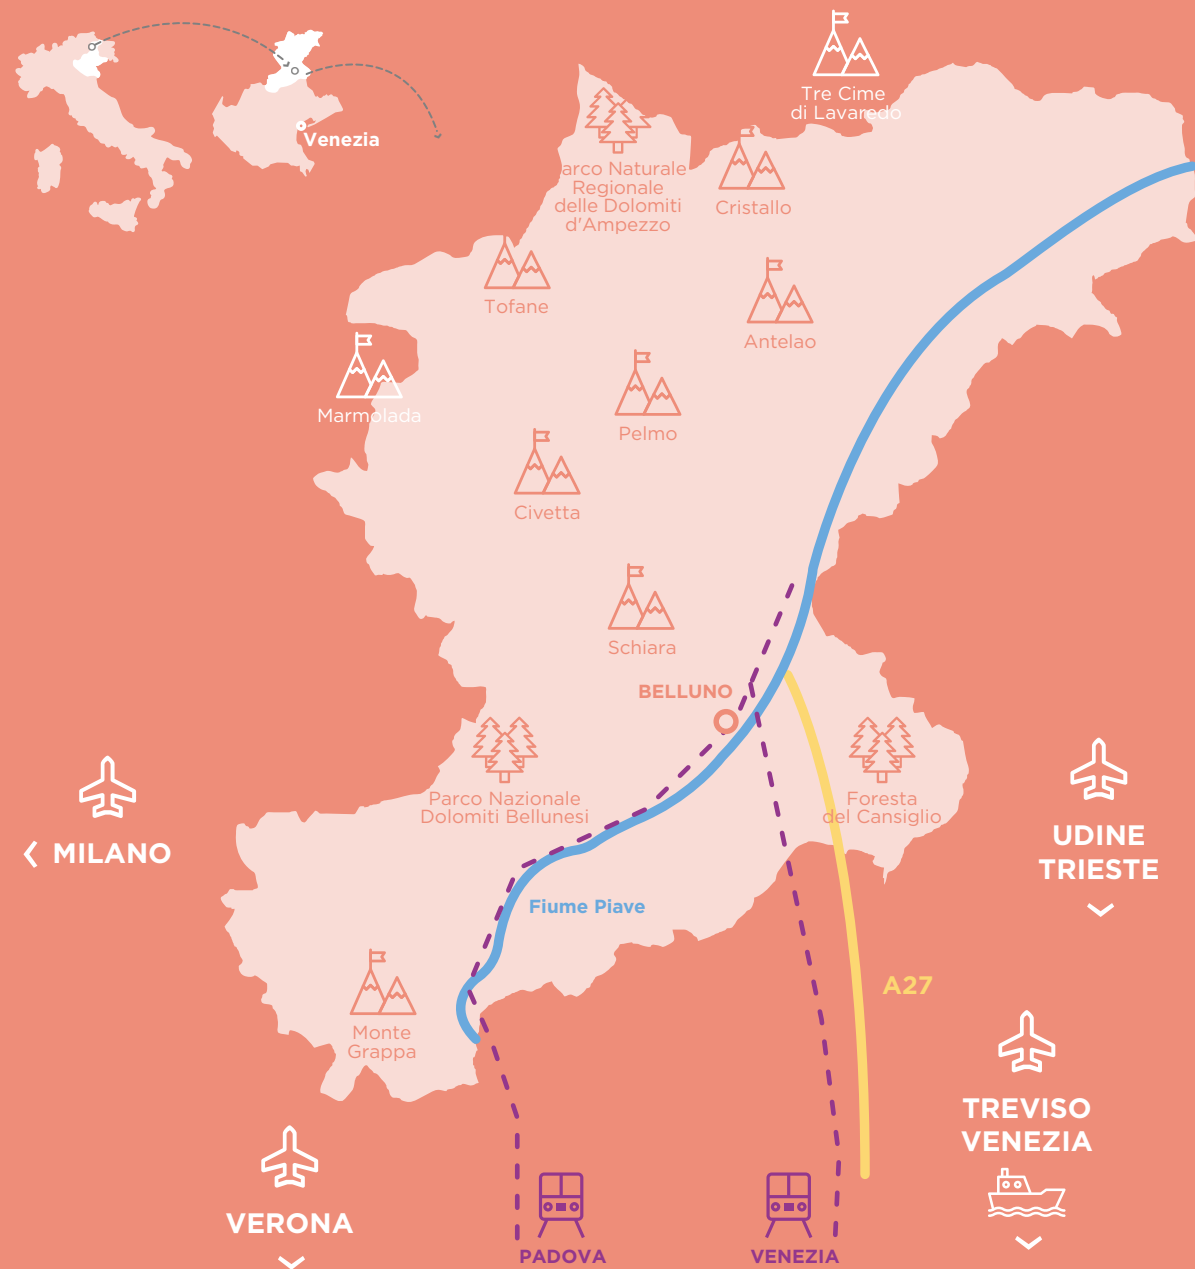 Tre Cime
di Lavaredo
Venezia
arco Naturale
Regionale
delle Dolomiti
d'Ampezzo
Cristallo
Tofane
Antelao
Marmolada
Pelmo
Civetta
Schiara
BELLUNO
Parco Nazionale
Dolomiti Bellunesi
Foresta
del Cansiglio
MILANO
UDINE
TRIESTE
Fiume Piave
A27
Monte
Grappa
TREVISO
VENEZIA
VERONA
PADOVA
VENEZIA